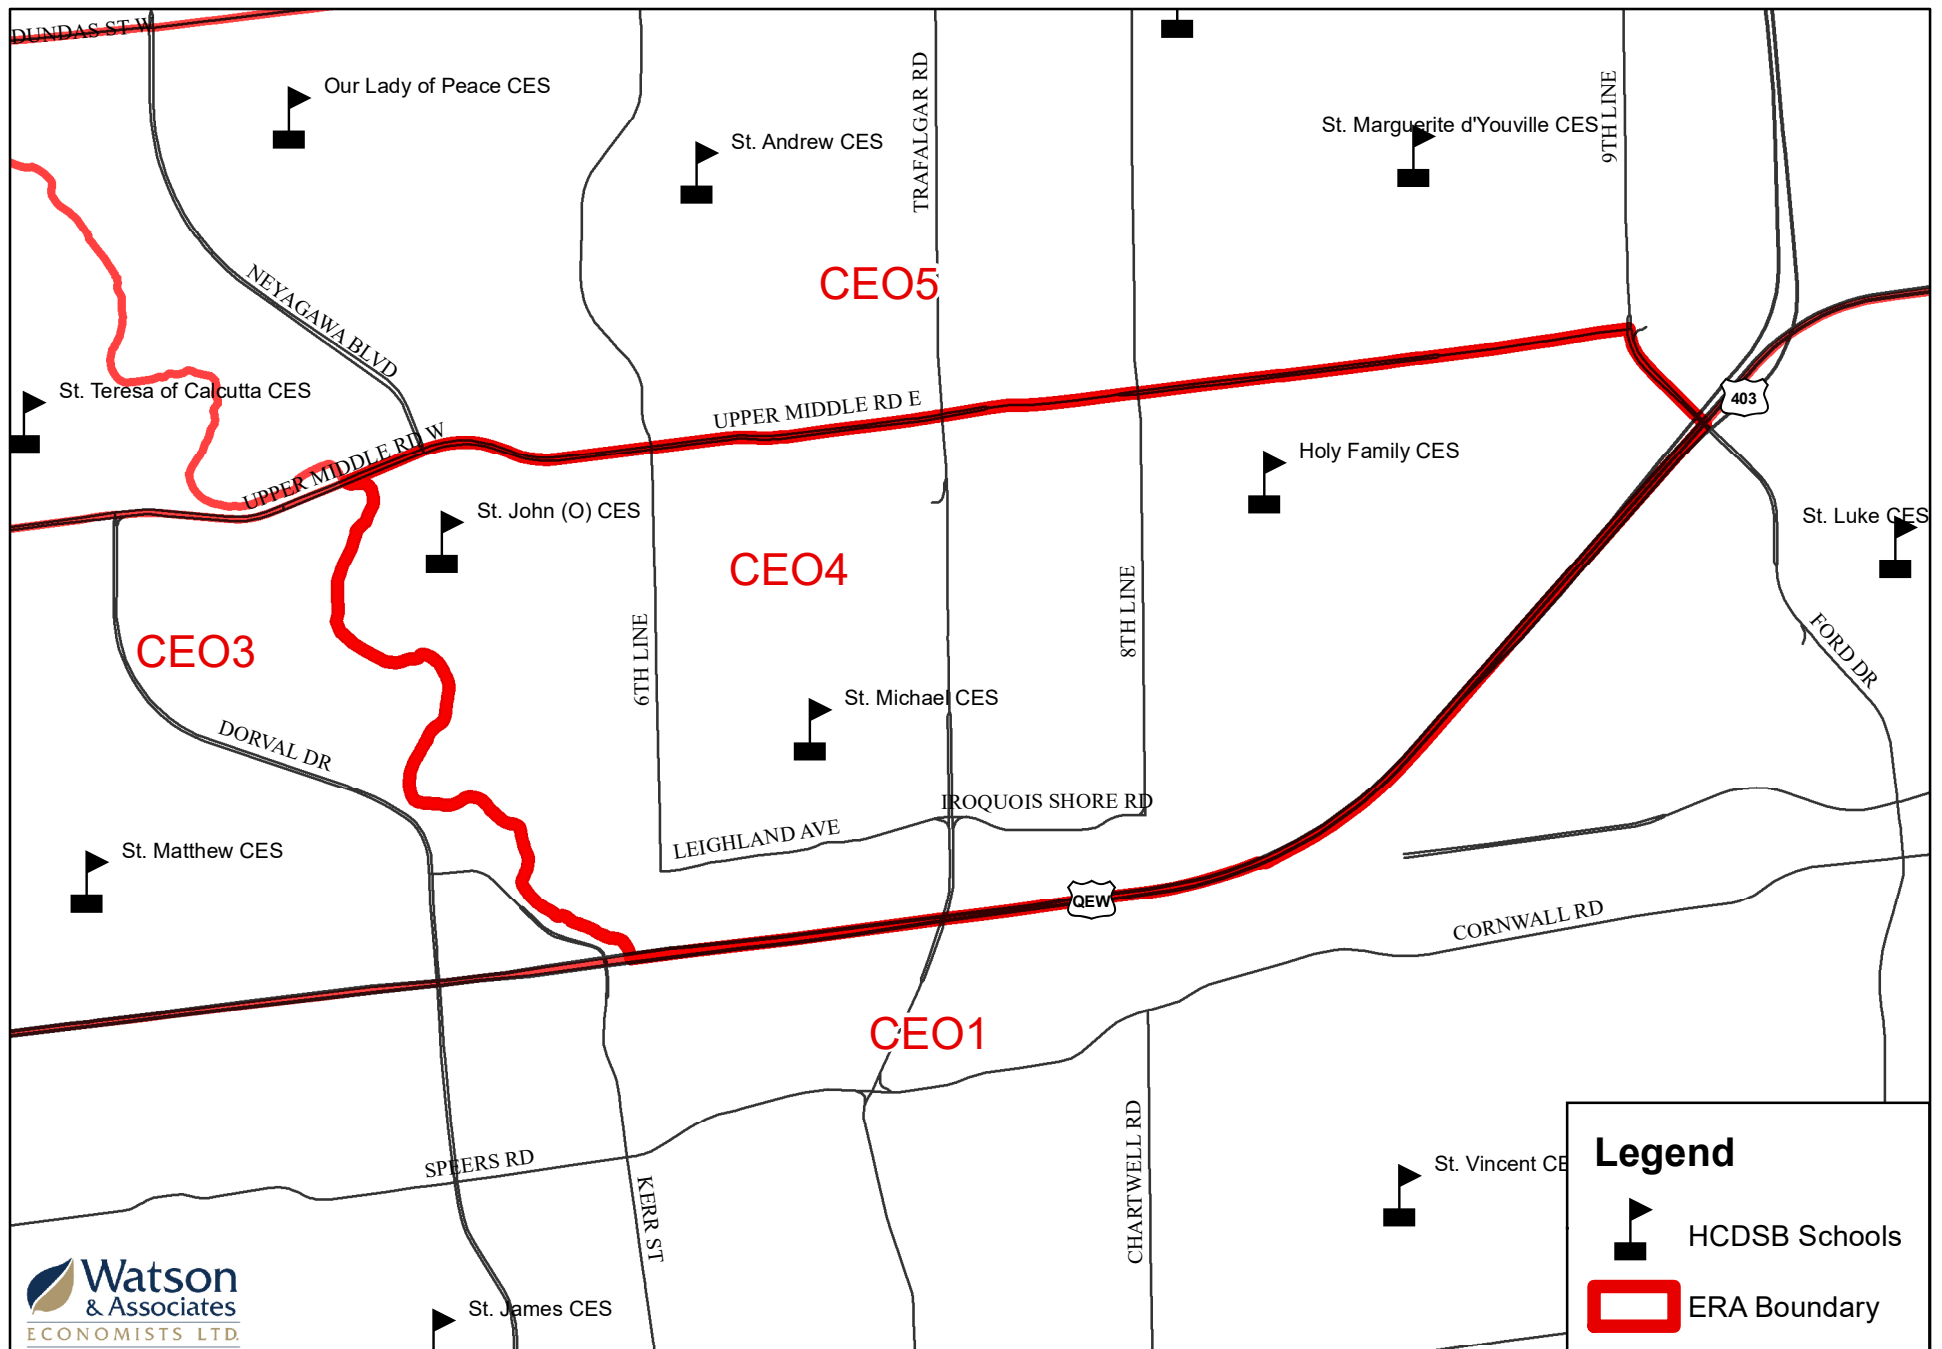 DUNDAS ST W
Our Lady of Peace CES
St. Andrew CES
TRAFALGAR RD
St. Marguerite d'Youville CES
9TH LINE
CEO5
NEYAGAWA BLVD
St. Teresa of Calcutta CES
UPPER MIDDLE RD W
UPPER MIDDLE RD E
403
Holy Family CES
St. John (O) CES
St. Luke CES
CEO4
CEO3
6TH LINE
8TH LINE
FORD DR
St. Michael CES
DORVAL DR
IROQUOIS SHORE RD
LEIGHLAND AVE
St. Matthew CES
QEW
CORNWALL RD
CEO1
SPEERS RD
KERR ST
CHARTWELL RD
St. Vincent CE
St. James CES
Legend
HCDSB Schools
ERA Boundary
Watson
& Associates
ECONOMISTS LTD.